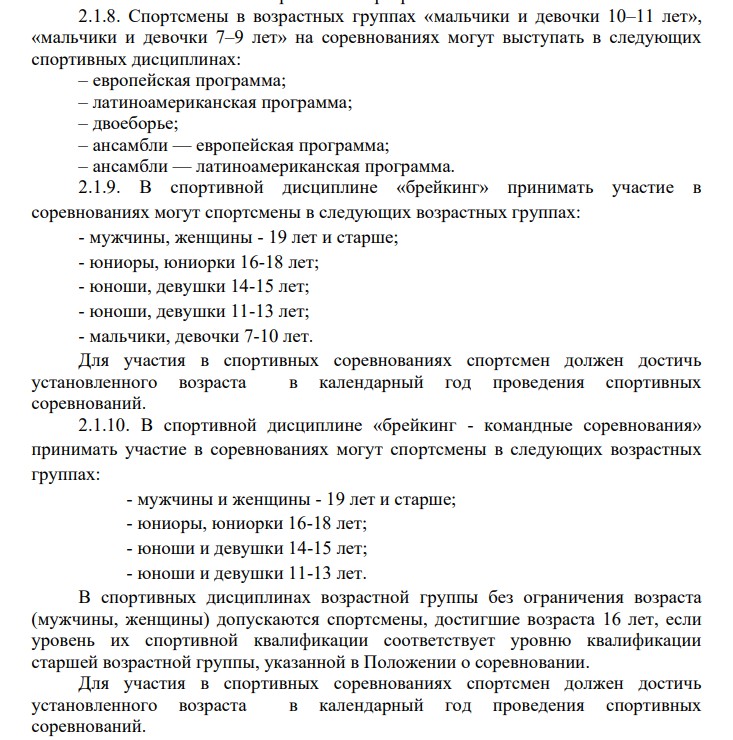 2.1.8. Спортсмены в возрастных группах «мальчики и девочки 10–11 лет»,
«мальчики и девочки 7–9 лет» на соревнованиях могут выступать в следующих
спортивных дисциплинах:
– европейская программа;
– латиноамериканская программа;
– двоеборье;
– ансамбли — европейская программа;
– ансамбли — латиноамериканская программа.
2.1.9. В спортивной дисциплине «брейкинг» принимать участие в
соревнованиях могут спортсмены в следующих возрастных группах:
- мужчины, женщины - 19 лет и старше;
- юниоры, юниорки 16-18 лет;
- юноши, девушки 14-15 лет;
- юноши, девушки 11-13 лет;
- мальчики, девочки 7-10 лет.
Для участия в спортивных соревнованиях спортсмен должен достичь
установленного возраста в календарный год проведения спортивных
соревнований.
2.1.10. В спортивной дисциплине «брейкинг - командные соревнования»
принимать участие в соревнованиях могут спортсмены в следующих возрастных
группах:
- мужчины и женщины - 19 лет и старше;
- юниоры, юниорки 16-18 лет;
- юноши и девушки 14-15 лет;
- юноши и девушки 11-13 лет.
В спортивных дисциплинах возрастной группы без ограничения возраста
(мужчины, женщины) допускаются спортсмены, достигшие возраста 16 лет, если
уровень их спортивной квалификации соответствует уровню квалификации
старшей возрастной группы, указанной в Положении о соревновании.
Для участия в спортивных соревнованиях спортсмен должен достичь
установленного возраста в календарный год проведения спортивных
соревнований.